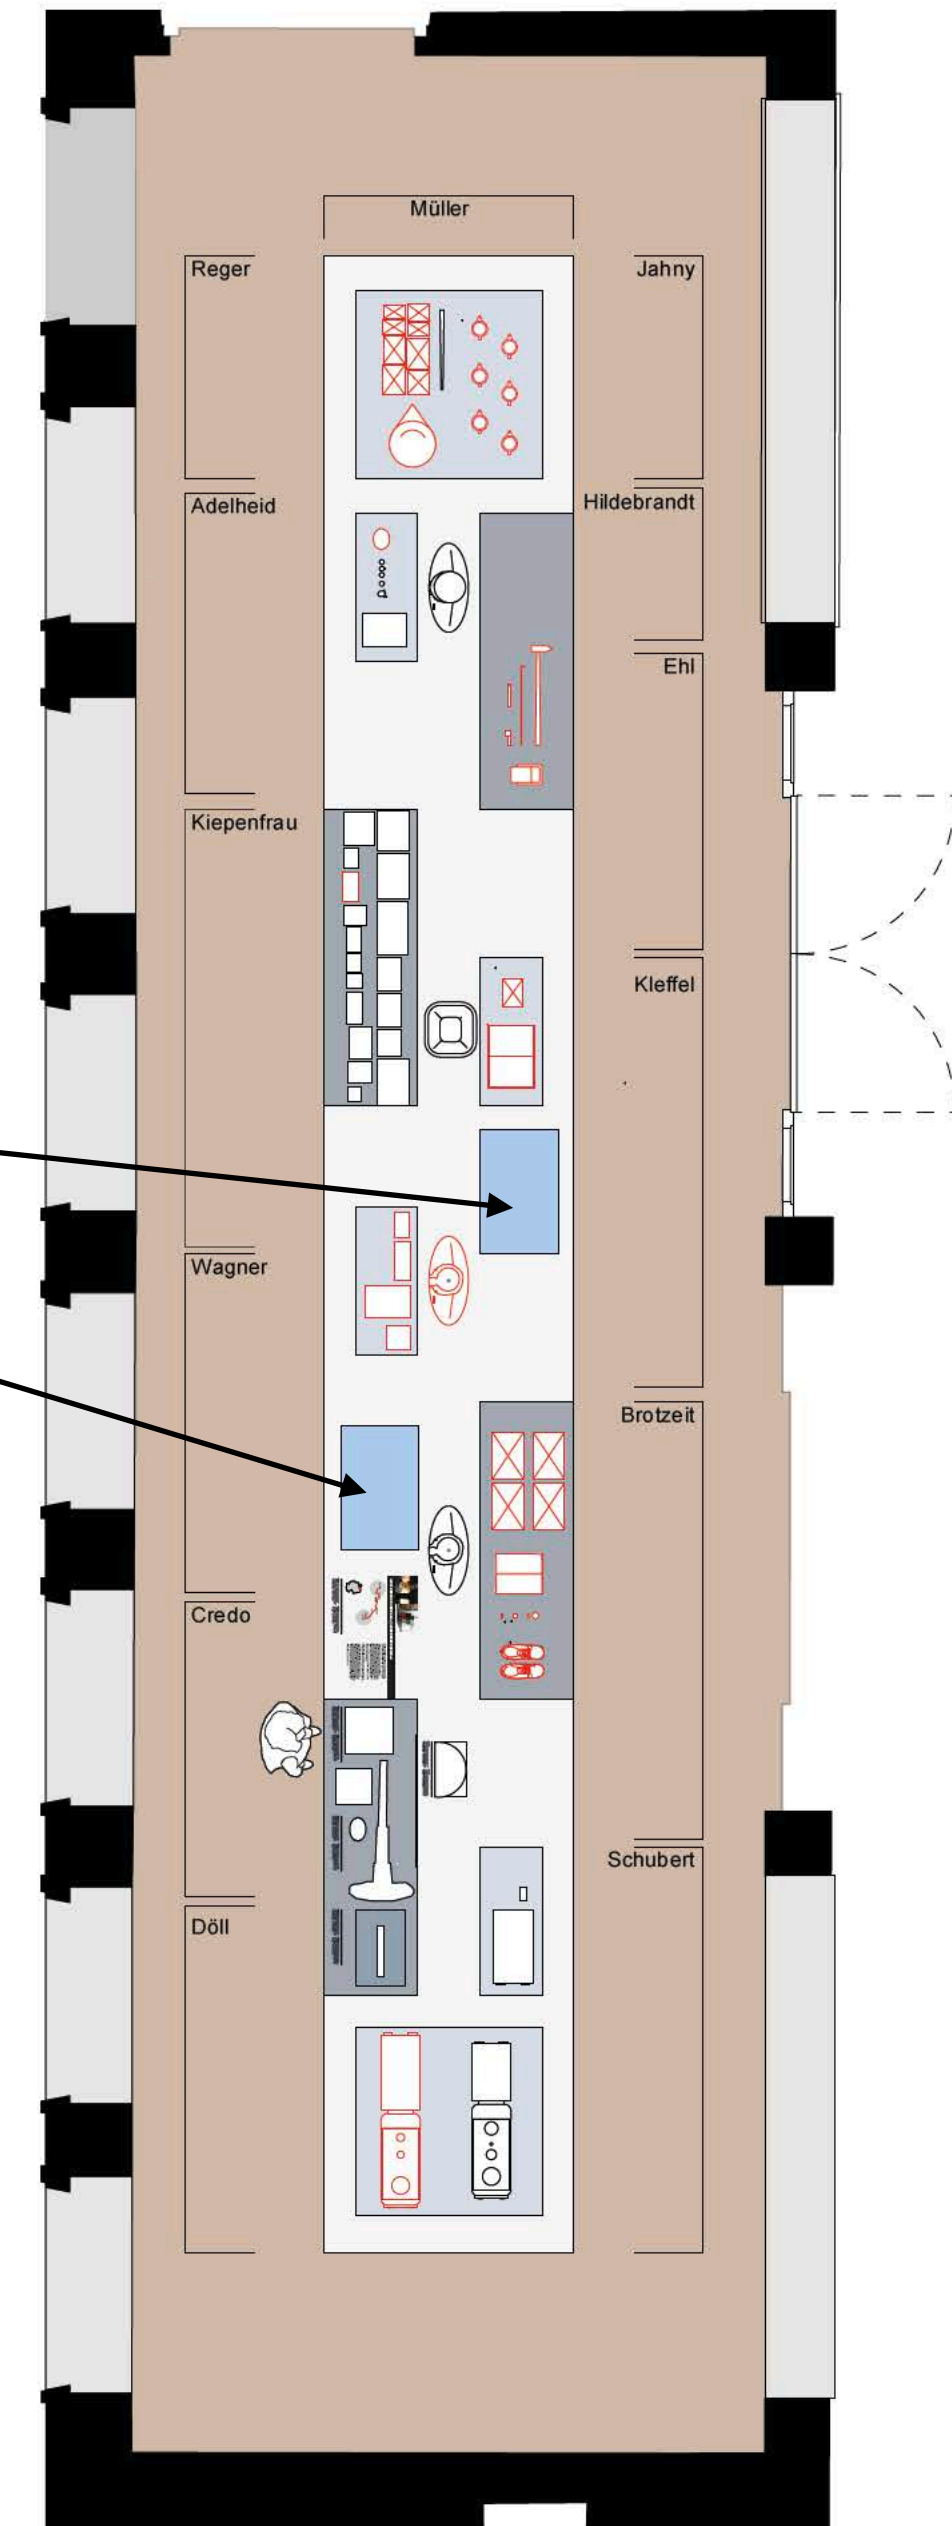 Müller
Reger
Jahny
Adelheid
Hildebrandt
Ehl
Kiepenfrau
Kleffel
Wagner
Brotzeit
Credo
Schubert
Döll